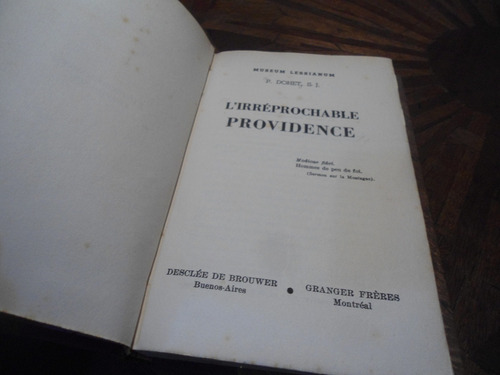 MUSEUM LESSIANUM
P. DOHET, S. I.
L'IRRÉPROCHABLE
PROVIDENCE
Modicae fidei.
Hommes de peu de foi.
(Sermon sur la Montagne).
DESCLÉE DE BROUWER
Buenos-Aires
GRANGER FRÈRES
Montréal